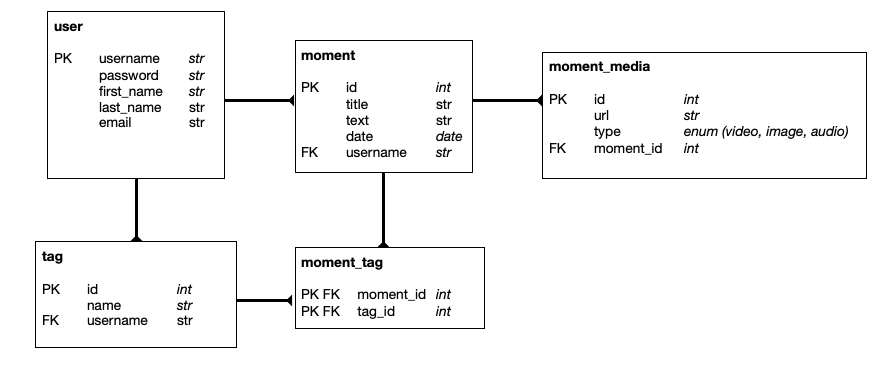 user
PK username str
password str
first_name str
last_name str
email str
moment
PK id int
title str
text str
date date
FK username str
moment_media
PK id int
url str
type enum (video, image, audio)
FK moment_id int
tag
PK id int
name str
FK username str
moment_tag
PK FK moment_id int
PK FK tag_id int